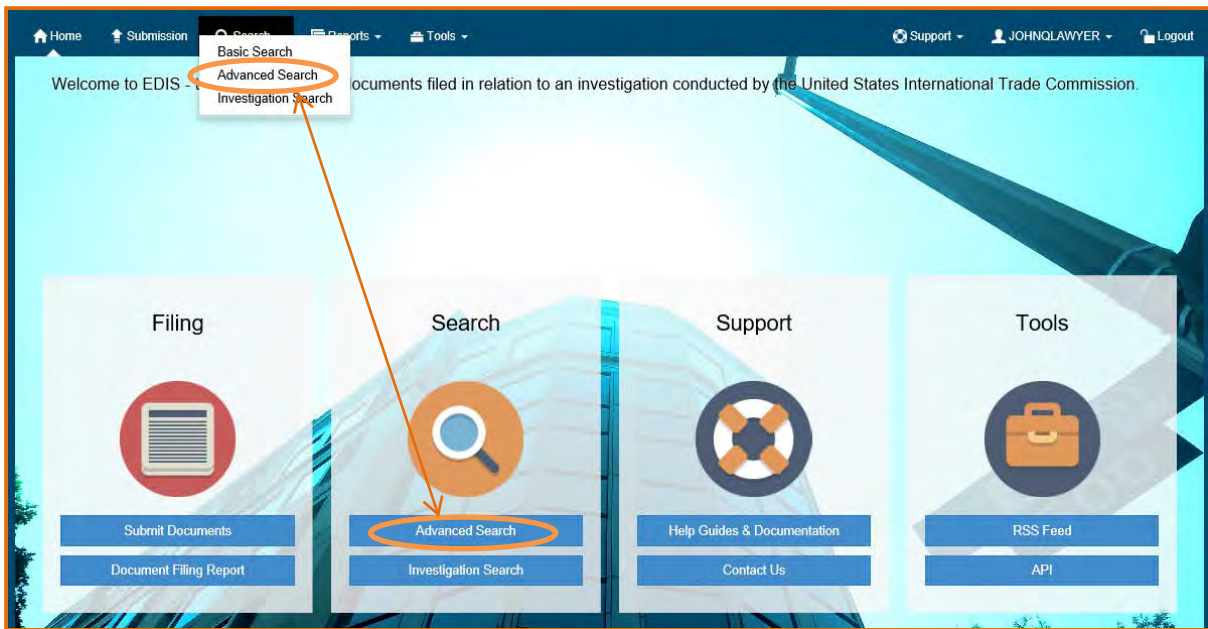 Home Submission Search Reports Tools Support JOHNQLAWYER Logout
Basic Search
Advanced Search
Investigation Search
Welcome to EDIS - documents filed in relation to an investigation conducted by the United States International Trade Commission.
Filing Search Support Tools
Submit Documents Advanced Search Help Guides & Documentation RSS Feed
Document Filing Report Investigation Search Contact Us API